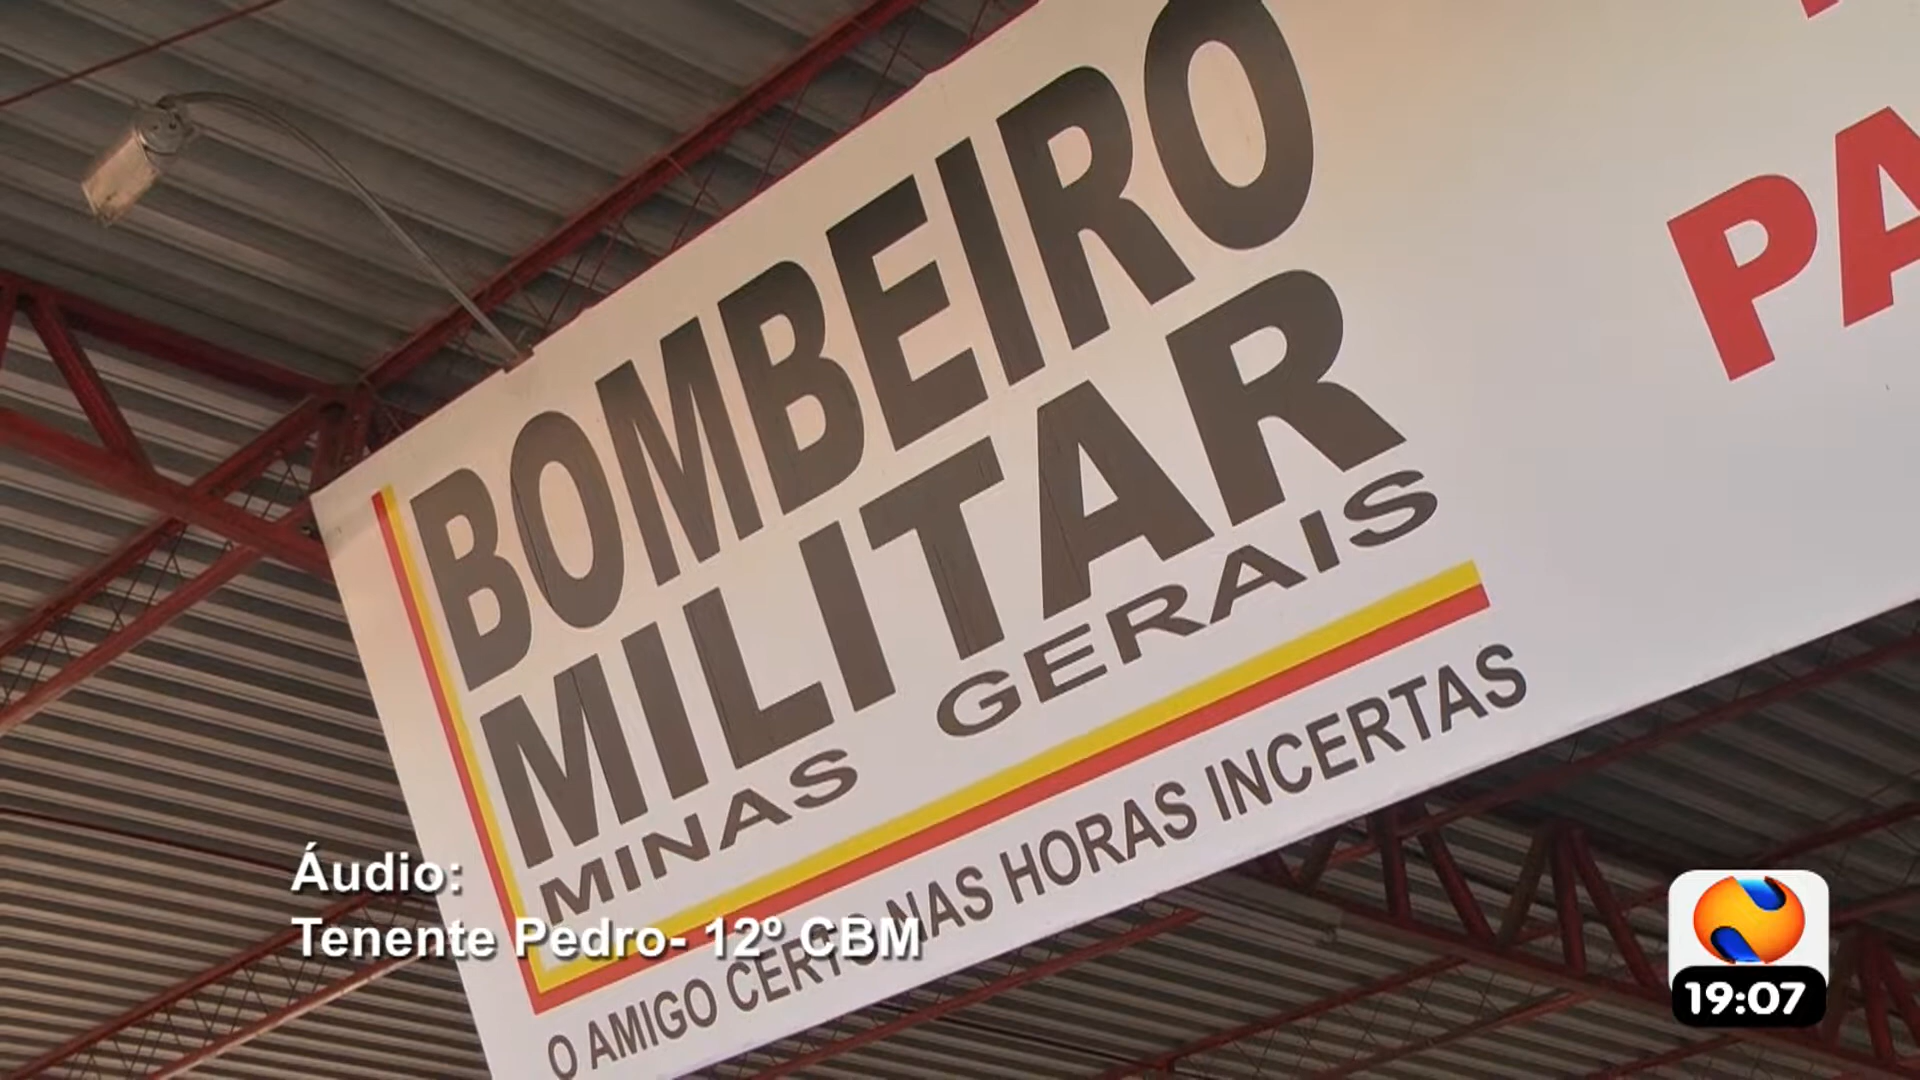 BOMBEIRO
MILITAR
MINAS GERAIS
O AMIGO CERTO NAS HORAS INCERTAS
PA
Áudio:
Tenente Pedro- 12º CBM
19:07